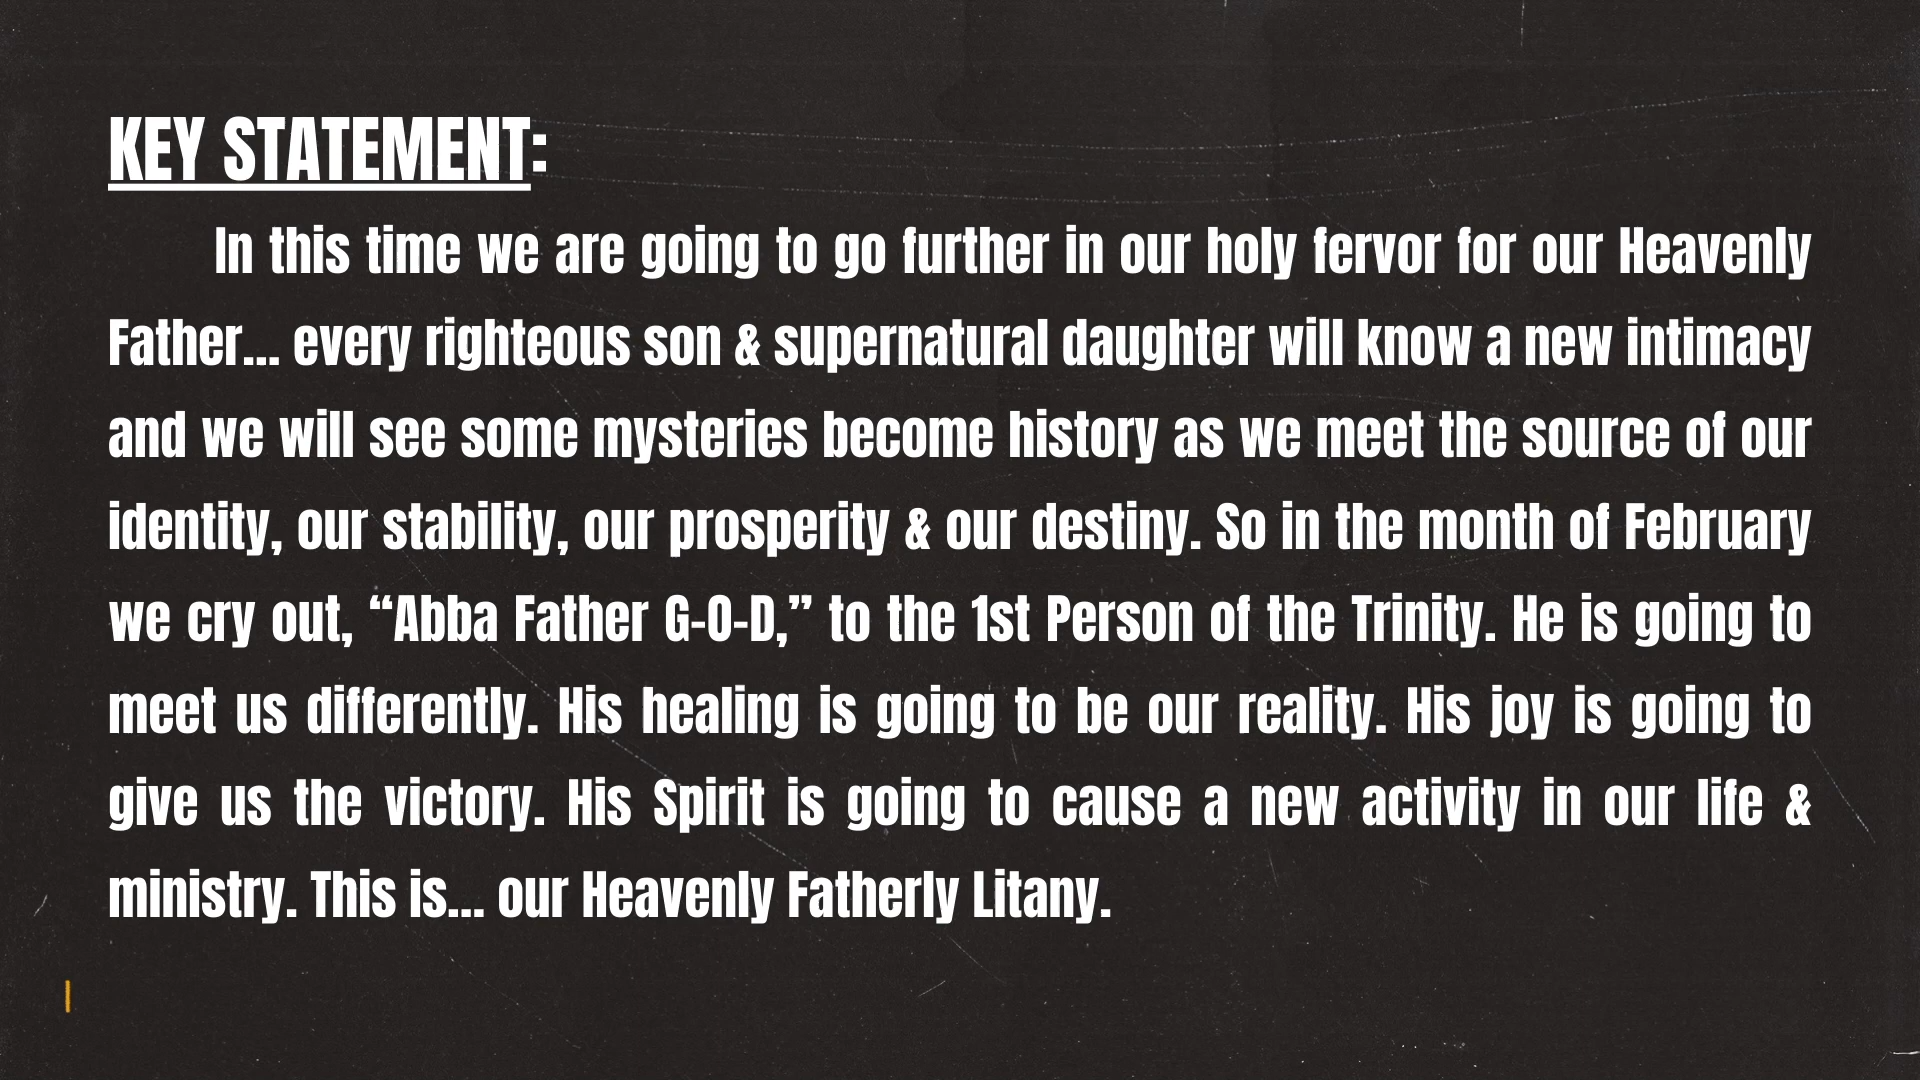 KEY STATEMENT:
In this time we are going to go further in our holy fervor for our Heavenly
Father... every righteous son & supernatural daughter will know a new intimacy
and we will see some mysteries become history as we meet the source of our
identity, our stability, our prosperity & our destiny. So in the month of February
we cry out, “Abba Father G-O-D,” to the 1st Person of the Trinity. He is going to
meet us differently. His healing is going to be our reality. His joy is going to
give us the victory. His Spirit is going to cause a new activity in our life &
ministry. This is... our Heavenly Fatherly Litany.